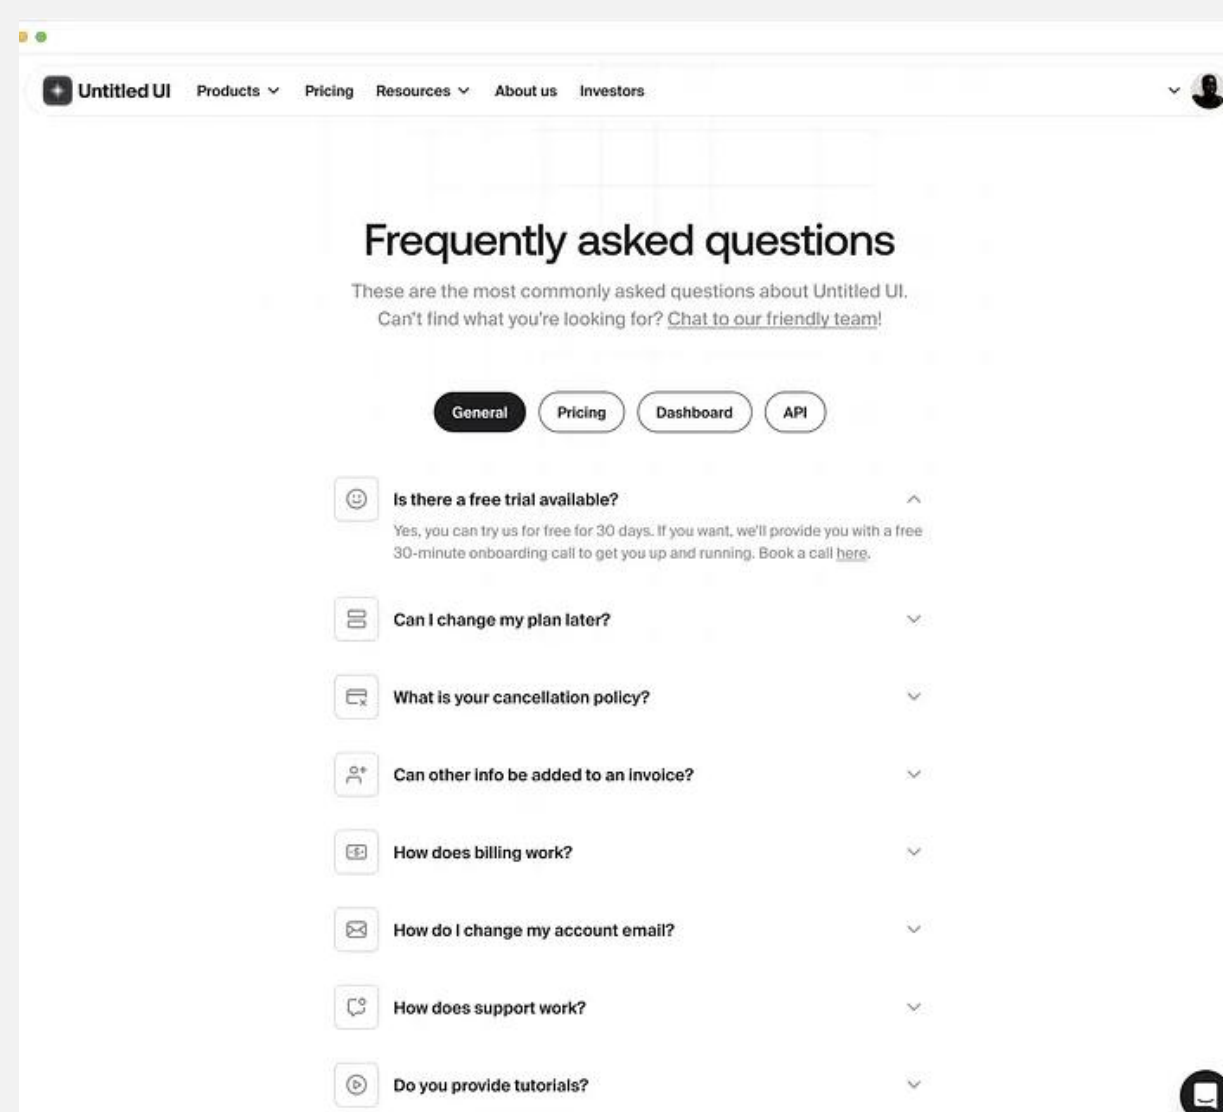 Untitled UI Products Pricing Resources About us Investors
Frequently asked questions
These are the most commonly asked questions about Untitled UI.
Can't find what you're looking for? Chat to our friendly team!
General Pricing Dashboard API
Is there a free trial available?
Yes, you can try us for free for 30 days. If you want, we'll provide you with a free
30-minute onboarding call to get you up and running. Book a call here.
Can I change my plan later?
What is your cancellation policy?
Can other info be added to an invoice?
How does billing work?
How do I change my account email?
How does support work?
Do you provide tutorials?